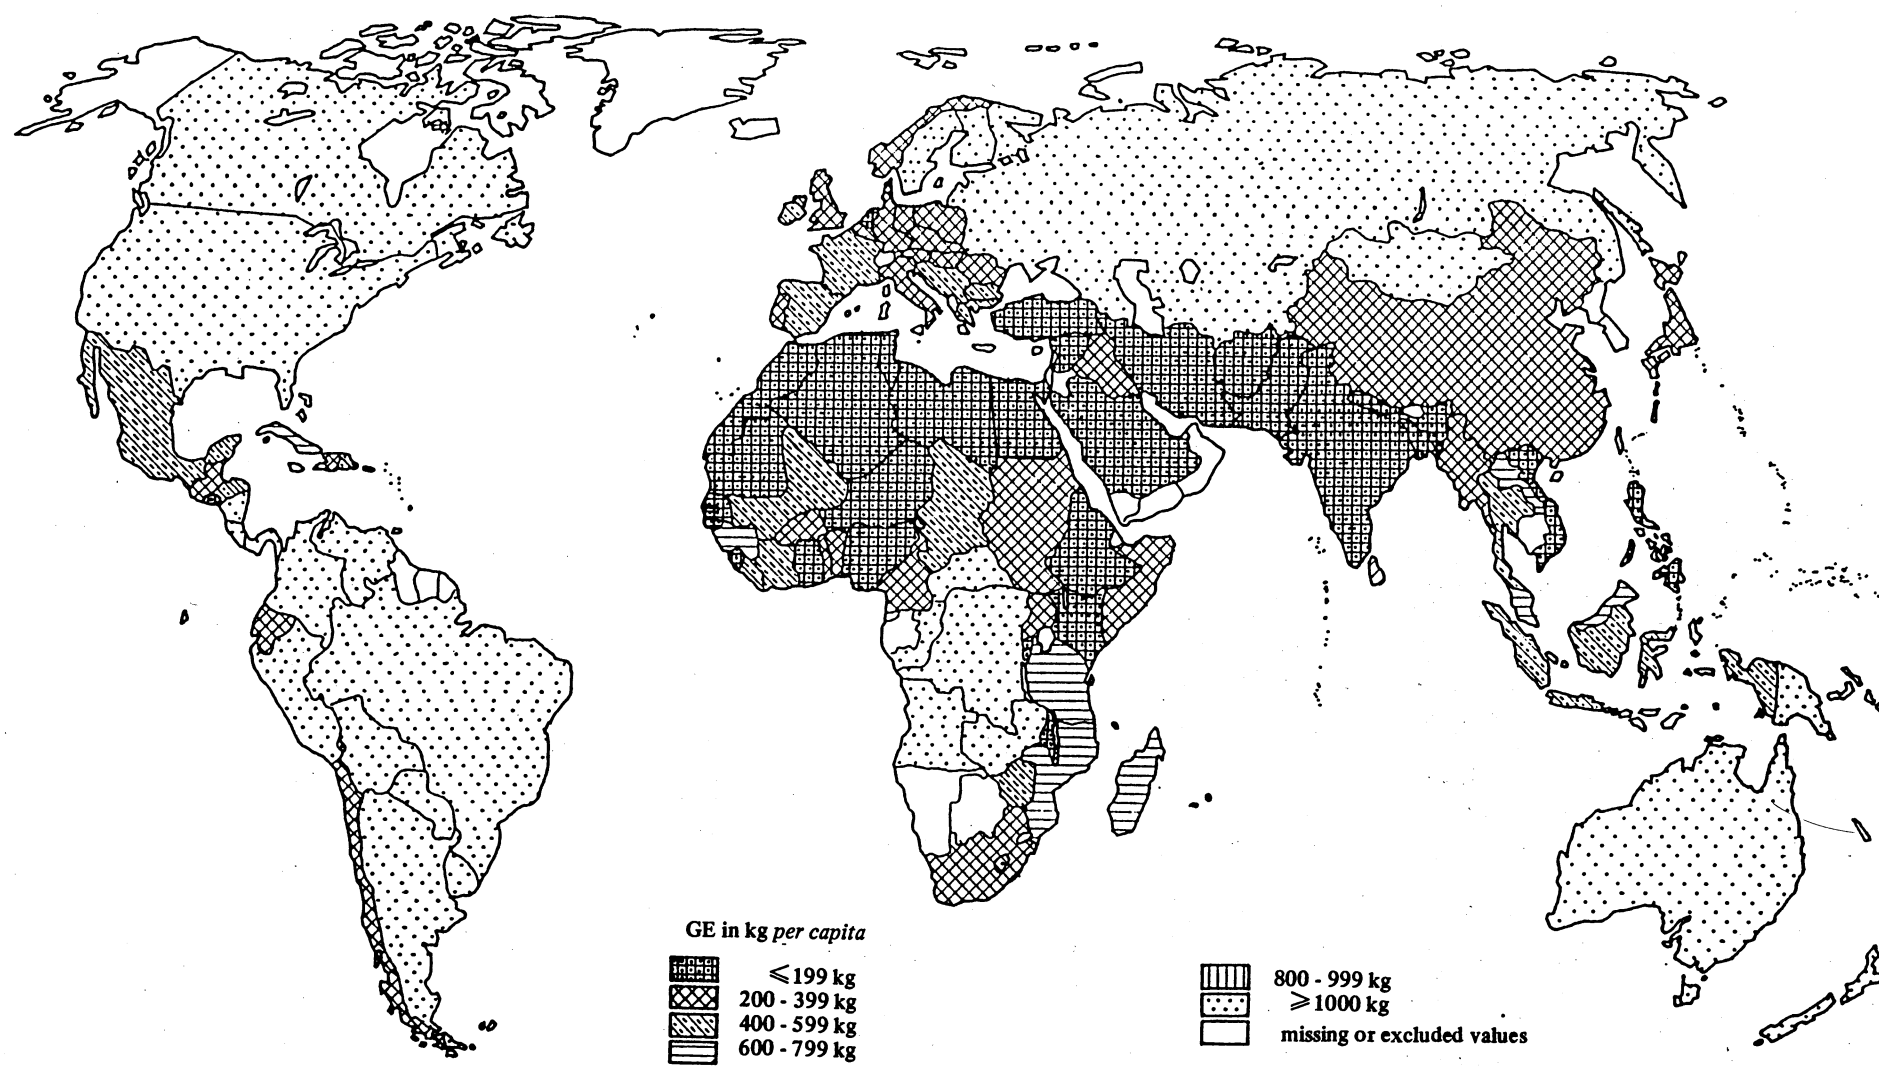 GE in kg per capita
⩽199 kg
200 - 399 kg
400 - 599 kg
600 - 799 kg
800 - 999 kg
⩾1000 kg
missing or excluded values